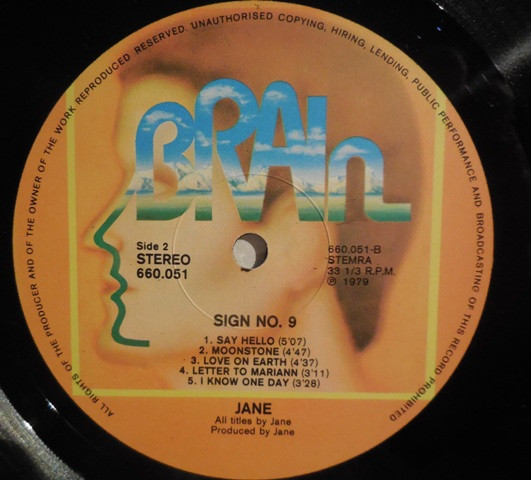 ALL RIGHTS OF THE PRODUCER AND OF THE OWNER OF THE WORK REPRODUCED RESERVED. UNAUTHORISED COPYING, HIRING, LENDING, PUBLIC PERFORMANCE AND BROADCASTING OF THIS RECORD PROHIBITED
BRAIn
Side 2
STEREO
660.051
660.051-B
STEMRA
33 1/3 R.P.M.
℗ 1979
SIGN NO. 9
1. SAY HELLO (5'07)
2. MOONSTONE (4'47)
3. LOVE ON EARTH (4'37)
4. LETTER TO MARIANN (3'11)
5. I KNOW ONE DAY (3'28)
JANE
All titles by Jane
Produced by Jane